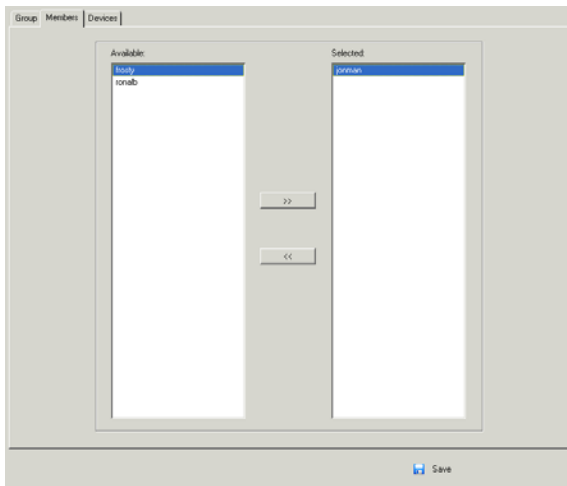 Group Members Devices
Available: Selected:
frosty jonman
ronalb
>>
<<
Save